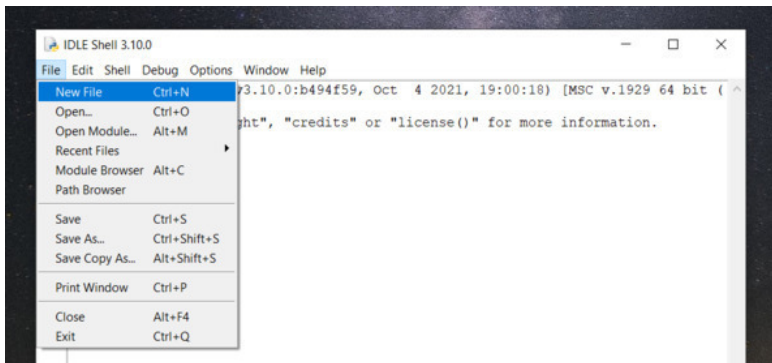 IDLE Shell 3.10.0
File Edit Shell Debug Options Window Help
New File Ctrl+N
Open... Ctrl+O
Open Module... Alt+M
Recent Files
Module Browser Alt+C
Path Browser
Save Ctrl+S
Save As... Ctrl+Shift+S
Save Copy As... Alt+Shift+S
Print Window Ctrl+P
Close Alt+F4
Exit Ctrl+Q
v3.10.0:b494f59, Oct 4 2021, 19:00:18) [MSC v.1929 64 bit (
ght", "credits" or "license()" for more information.